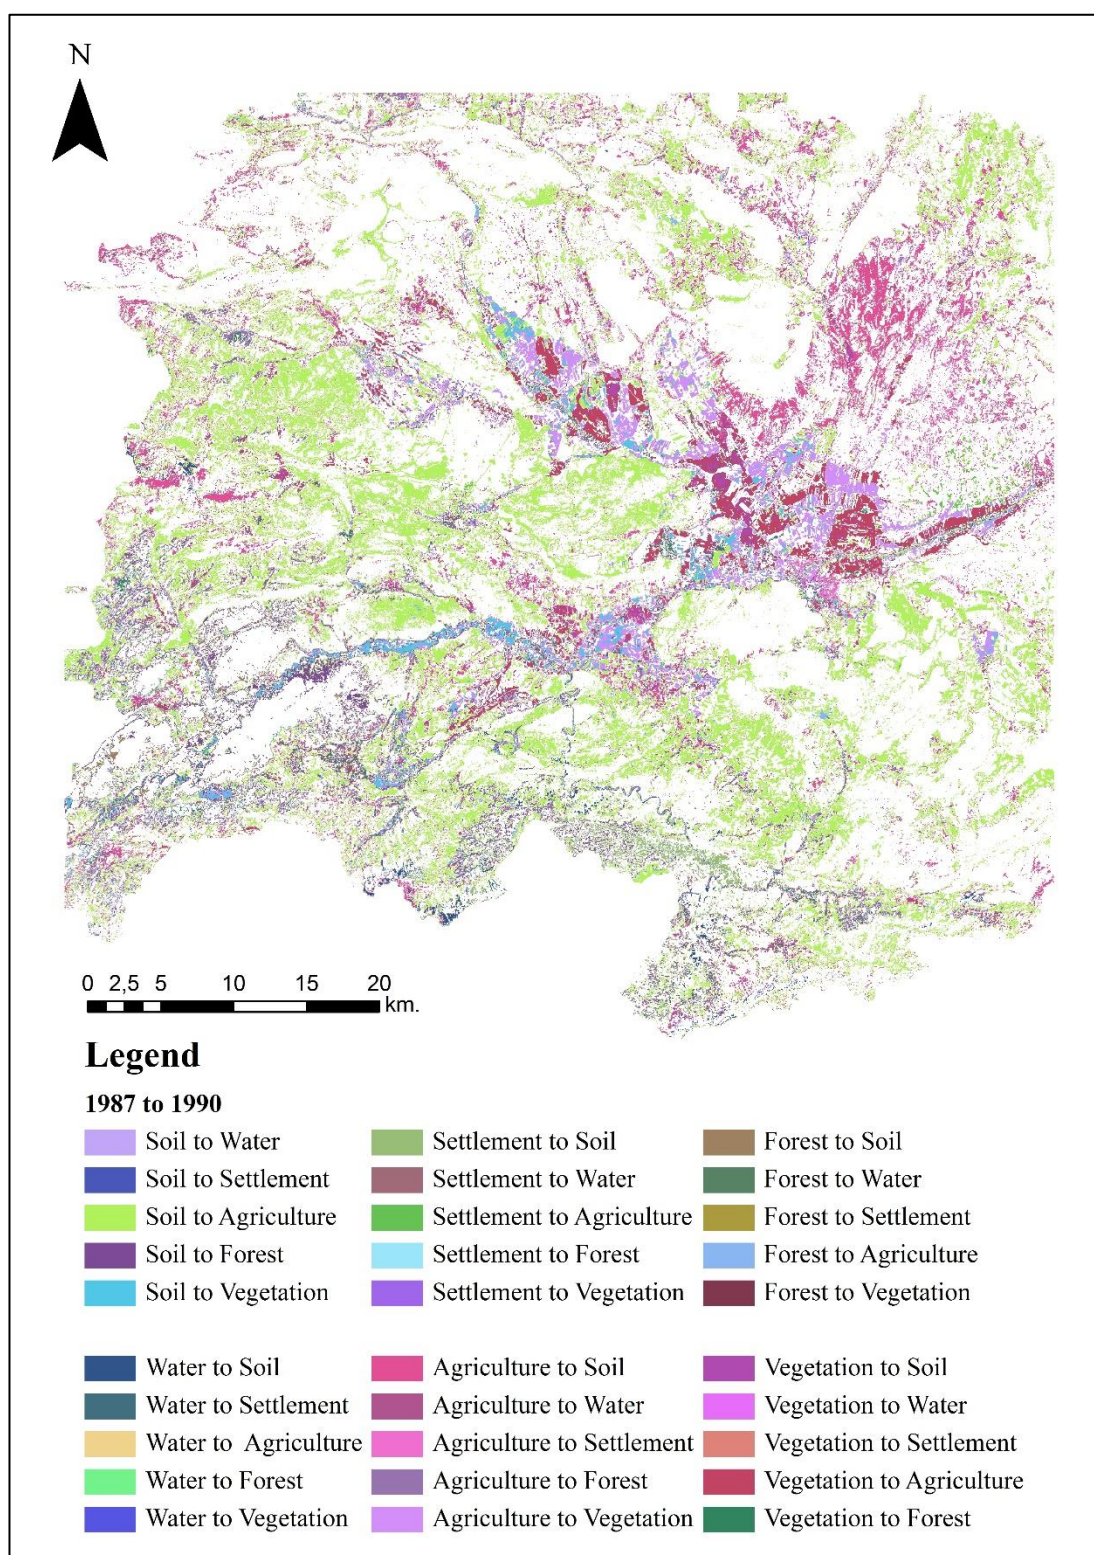 N
0 2,5 5 10 15 20
km.
Legend
1987 to 1990
Soil to Water Settlement to Soil Forest to Soil
Soil to Settlement Settlement to Water Forest to Water
Soil to Agriculture Settlement to Agriculture Forest to Settlement
Soil to Forest Settlement to Forest Forest to Agriculture
Soil to Vegetation Settlement to Vegetation Forest to Vegetation
Water to Soil Agriculture to Soil Vegetation to Soil
Water to Settlement Agriculture to Water Vegetation to Water
Water to Agriculture Agriculture to Settlement Vegetation to Settlement
Water to Forest Agriculture to Forest Vegetation to Agriculture
Water to Vegetation Agriculture to Vegetation Vegetation to Forest